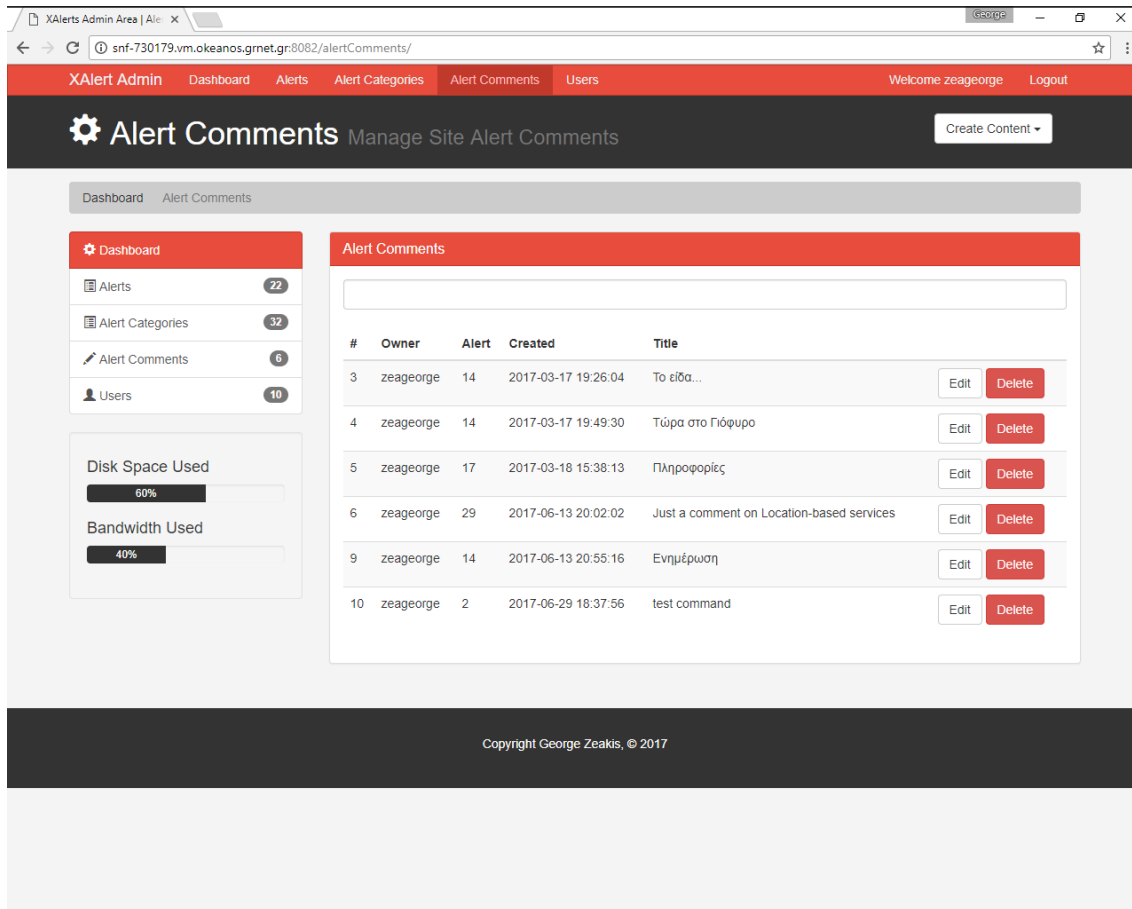 XAlerts Admin Area | Ale
George
snf-730179.vm.okeanos.grnet.gr:8082/alertComments/
XAlert Admin Dashboard Alerts Alert Categories Alert Comments Users Welcome zeageorge Logout
Alert Comments Manage Site Alert Comments Create Content
Dashboard Alert Comments
Dashboard
Alerts 22
Alert Categories 32
Alert Comments 6
Users 10
Disk Space Used
60%
Bandwidth Used
40%
Alert Comments
# Owner Alert Created Title
3 zeageorge 14 2017-03-17 19:26:04 Το είδα... Edit Delete
4 zeageorge 14 2017-03-17 19:49:30 Τώρα στο Γιόφυρο Edit Delete
5 zeageorge 17 2017-03-18 15:38:13 Πληροφορίες Edit Delete
6 zeageorge 29 2017-06-13 20:02:02 Just a comment on Location-based services Edit Delete
9 zeageorge 14 2017-06-13 20:55:16 Ενημέρωση Edit Delete
10 zeageorge 2 2017-06-29 18:37:56 test command Edit Delete
Copyright George Zeakis, © 2017